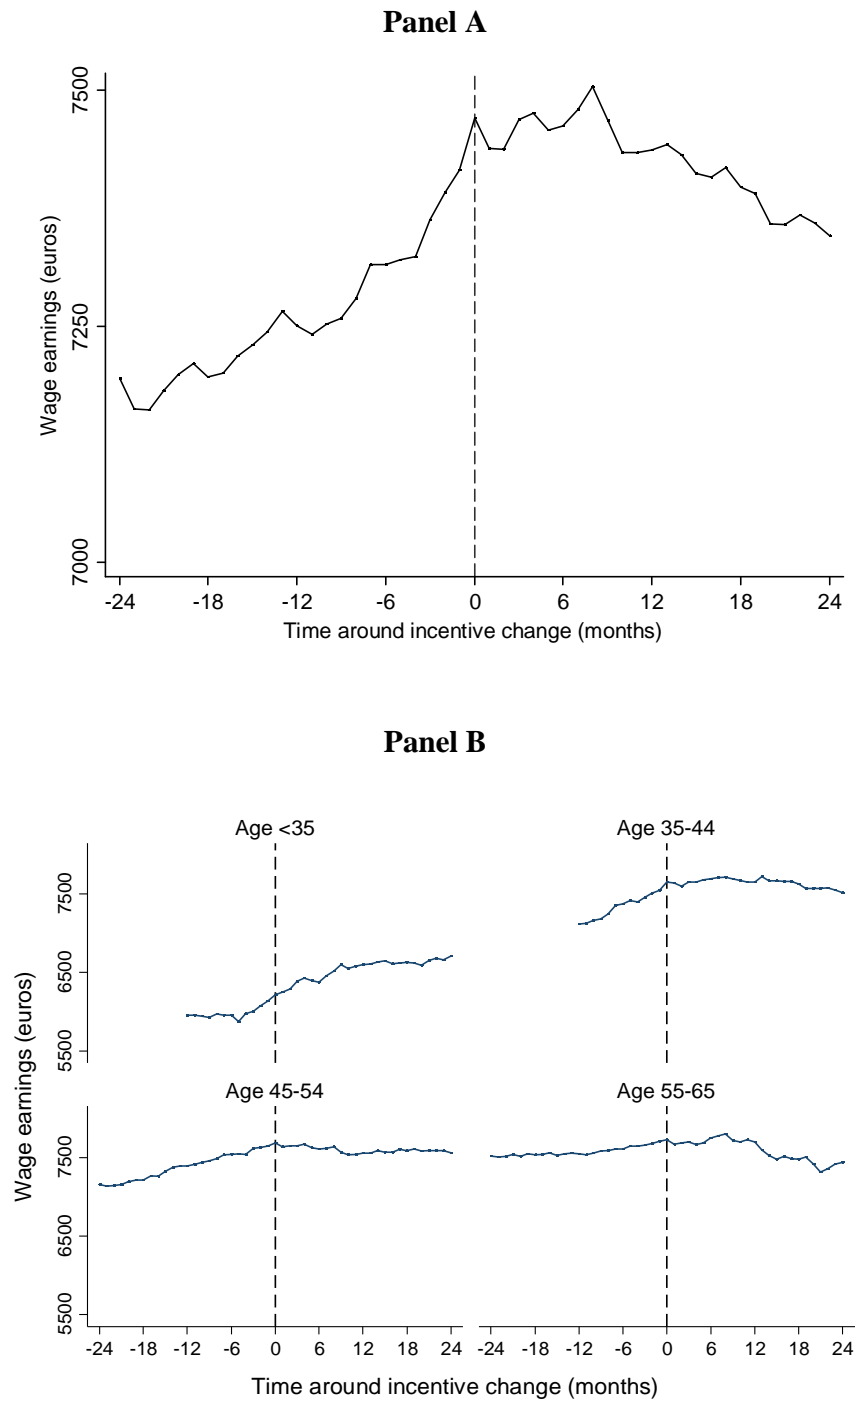 Panel A
Wage earnings (euros)
7500
7250
7000
-24 -18 -12 -6 0 6 12 18 24
Time around incentive change (months)
Panel B
Wage earnings (euros)
Age <35 Age 35-44
7500
6500
5500
Age 45-54 Age 55-65
7500
6500
5500
-24 -18 -12 -6 0 6 12 18 24 -24 -18 -12 -6 0 6 12 18 24
Time around incentive change (months)